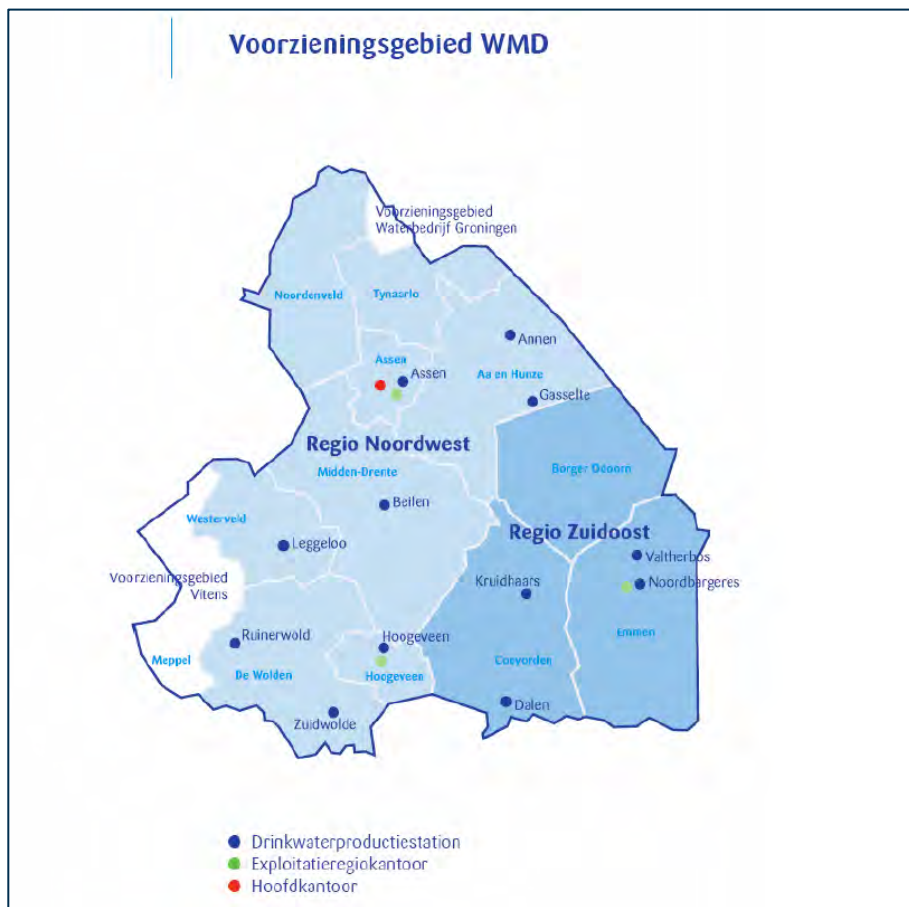 Voorzieningsgebied WMD
Voorzieningsgebied
Waterbedrijf Groningen
Noordenveld
Tynaarlo
Annen
Assen
Assen
Aa en Hunze
Gasselte
Regio Noordwest
Midden-Drente
Borger Odoorn
Beilen
Westerveld
Regio Zuidoost
Leggeloo
Valtherbos
Voorzieningsgebied
Vitens
Kruidhaars
Noordbargeres
Ruinerwold
Hoogeveen
Emmen
Meppel
De Wolden
Hoogeveen
Coevorden
Zuidwolde
Dalen
Drinkwaterproductiestation
Exploitatieregiokantoor
Hoofdkantoor